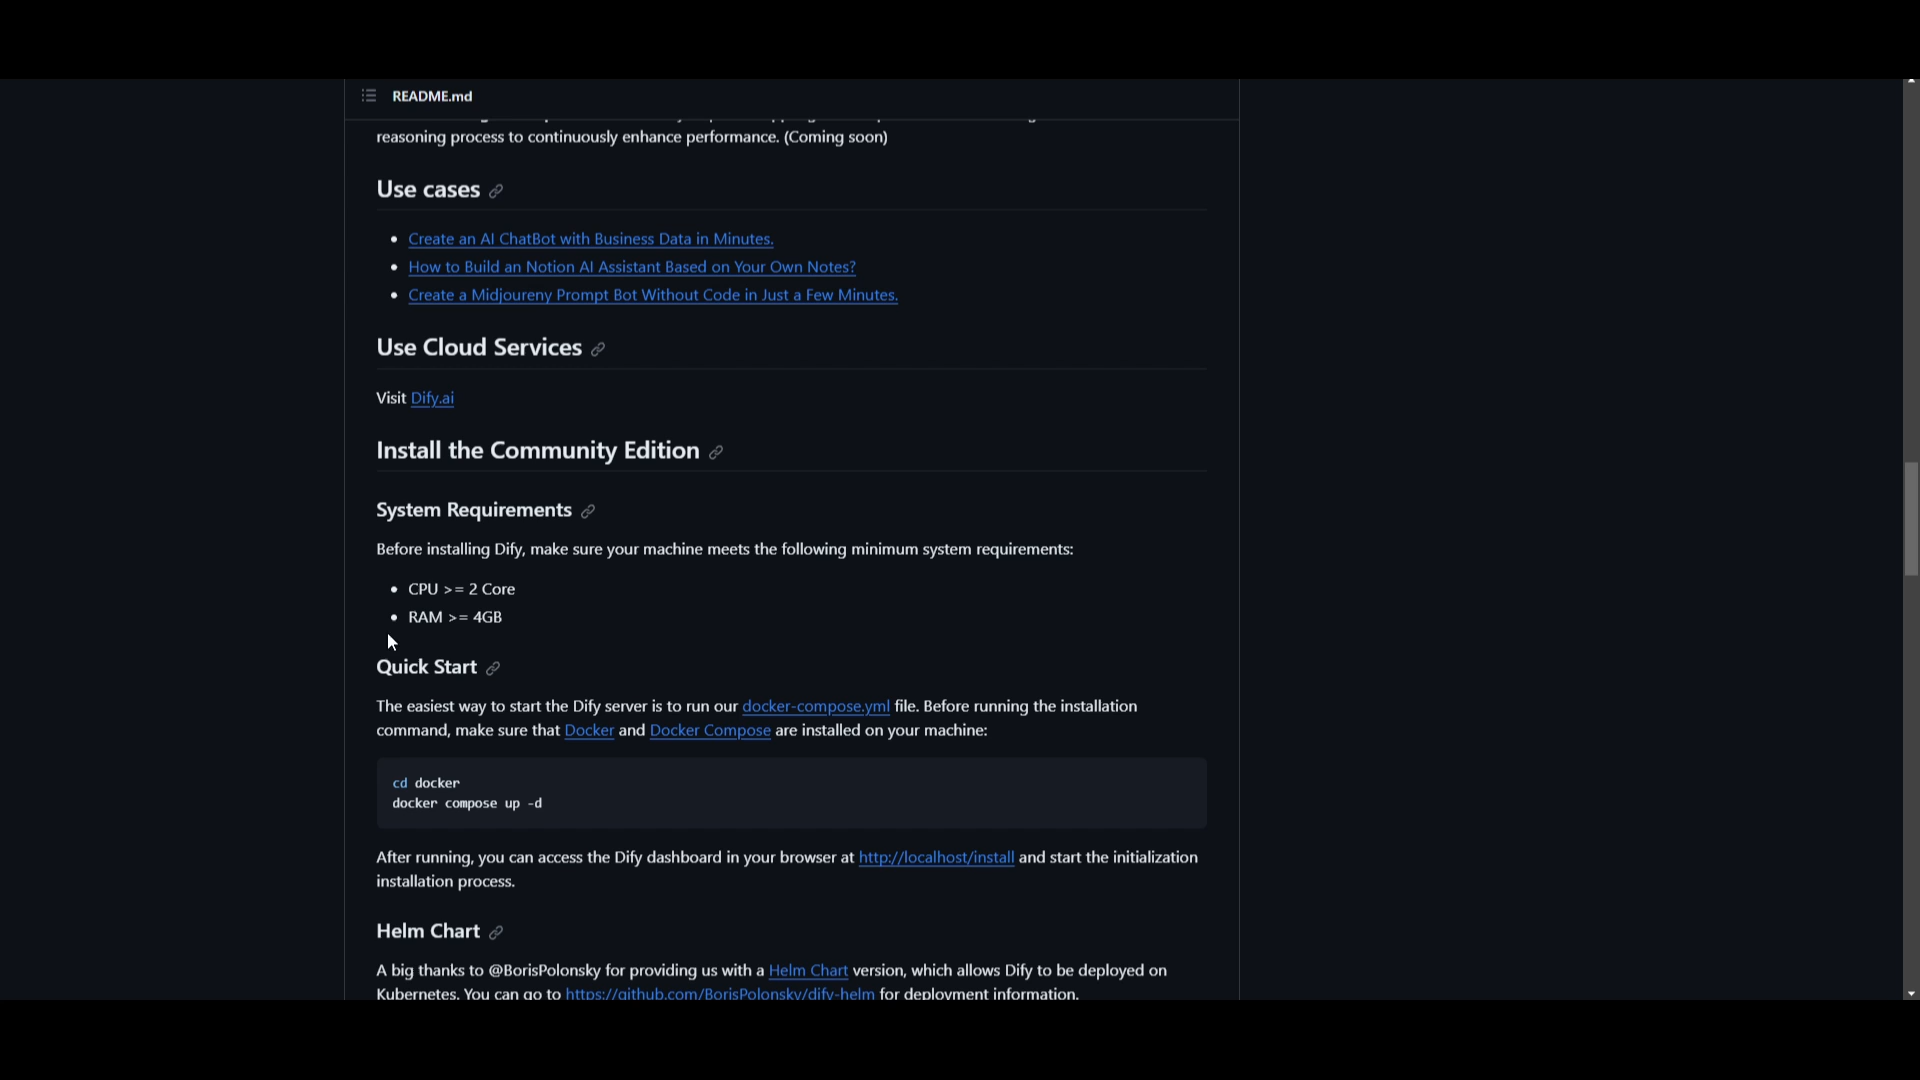 README.md
reasoning process to continuously enhance performance. (Coming soon)
Use cases
Create an AI ChatBot with Business Data in Minutes.
How to Build an Notion AI Assistant Based on Your Own Notes?
Create a Midjoureny Prompt Bot Without Code in Just a Few Minutes.
Use Cloud Services
Visit Dify.ai
Install the Community Edition
System Requirements
Before installing Dify, make sure your machine meets the following minimum system requirements:
CPU >= 2 Core
RAM >= 4GB
Quick Start
The easiest way to start the Dify server is to run our docker-compose.yml file. Before running the installation
command, make sure that Docker and Docker Compose are installed on your machine:
cd docker
docker compose up -d
After running, you can access the Dify dashboard in your browser at http://localhost/install and start the initialization
installation process.
Helm Chart
A big thanks to @BorisPolonsky for providing us with a Helm Chart version, which allows Dify to be deployed on
Kubernetes. You can go to https://github.com/BorisPolonsky/dify-helm for deployment information.